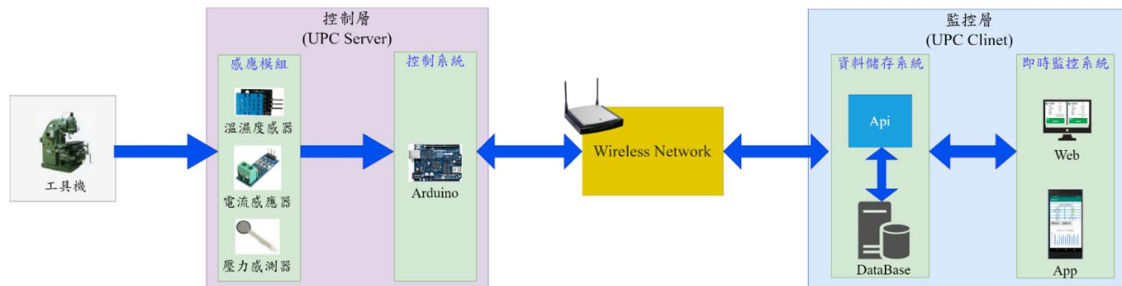 控制層
(UPC Server)
監控層
(UPC Clinet)
感應模組
控制系統
資料儲存系統
即時監控系統
溫濕度感器
Api
Wireless Network
Web
工具機
Arduino
電流感應器
壓力感測器
DataBase
App